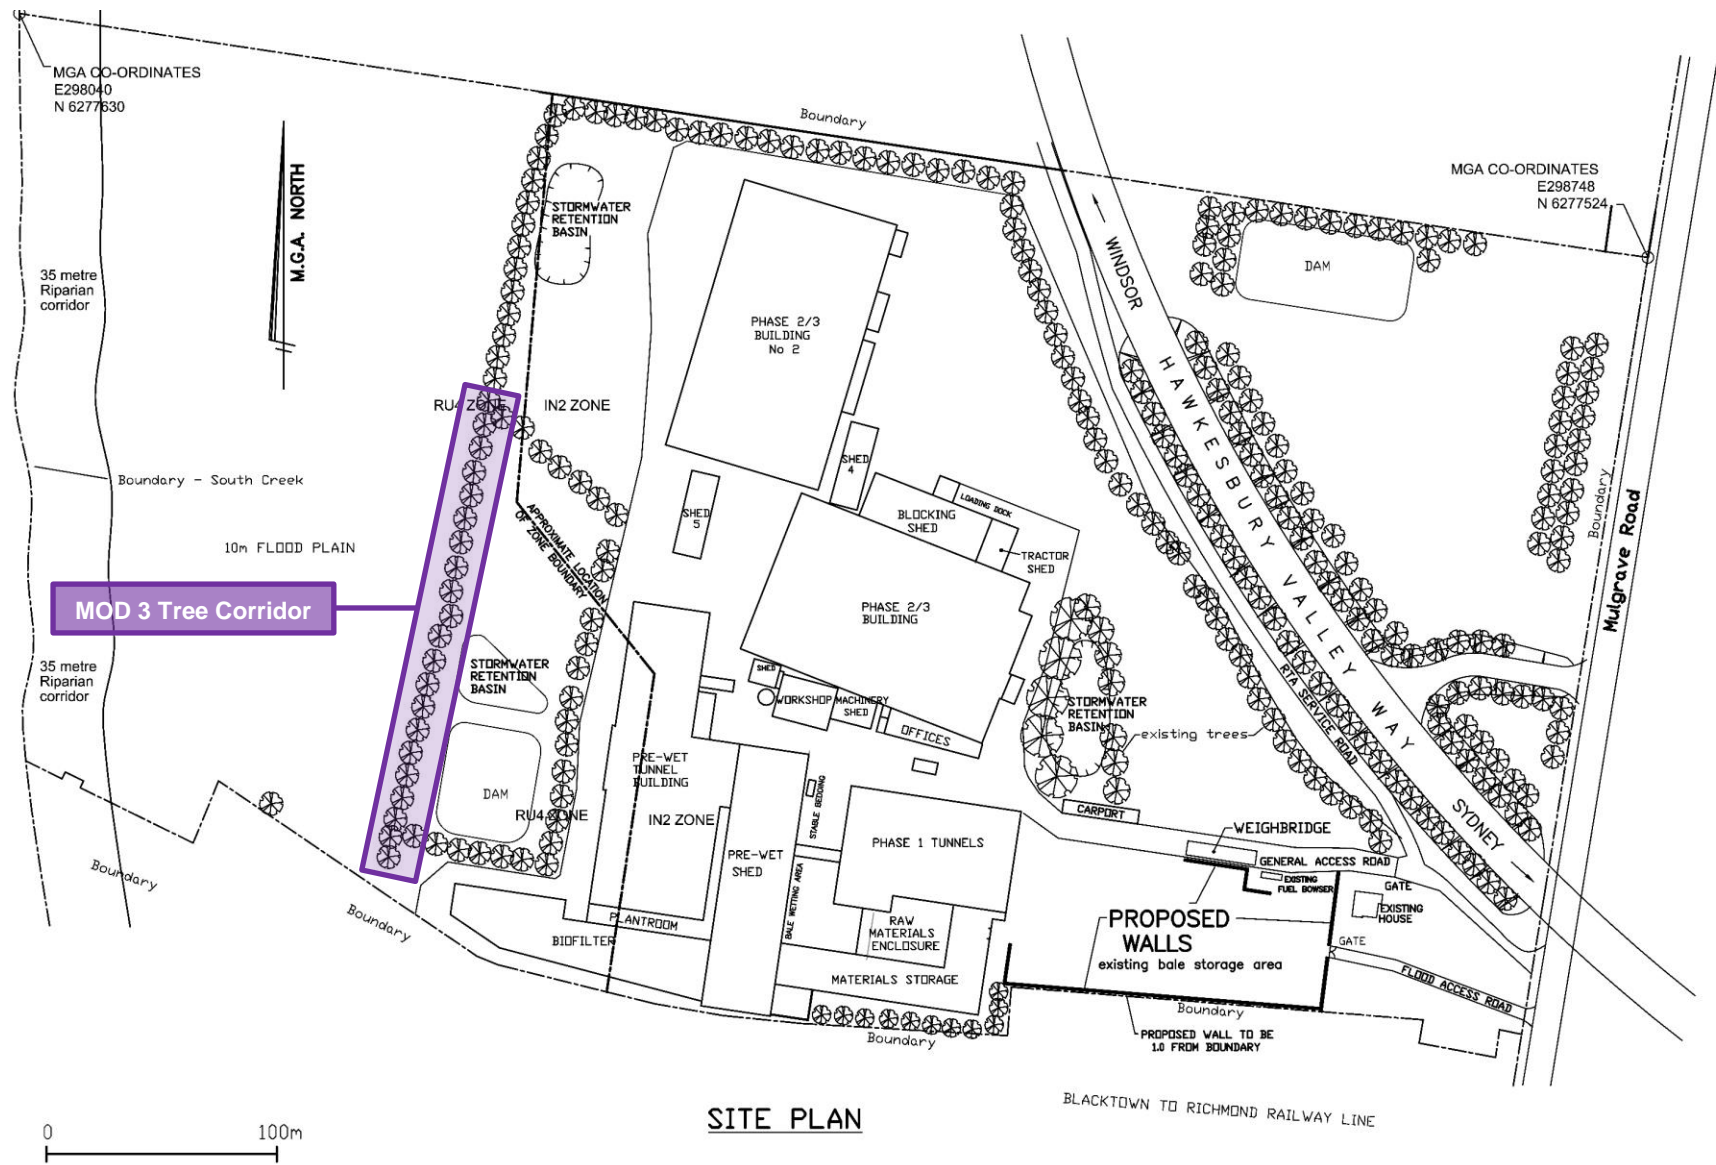 MGA CO-ORDINATES
E298040
N 6277630
Boundary
MGA CO-ORDINATES
E298748
N 6277524
M.G.A. NORTH
STORMWATER
RETENTION
BASIN
WINDSOR
DAM
35 metre
Riparian
corridor
PHASE 2/3
BUILDING
No 2
HAWKESBURY VALLEY WAY
RU4 ZONE
IN2 ZONE
Boundary - South Creek
SHED
4
LOADING DOCK
BLOCKING
SHED
SHED
5
APPROXIMATE LOCATION
OF ZONE BOUNDARY
TRACTOR
SHED
Boundary
Mulgrave Road
10m FLOOD PLAIN
MOD 3 Tree Corridor
PHASE 2/3
BUILDING
35 metre
Riparian
corridor
STORMWATER
RETENTION
BASIN
SHED
WORKSHOP
MACHINERY
SHED
OFFICES
STORMWATER
RETENTION
BASIN
existing trees
RTA SERVICE ROAD
PRE-WET
TUNNEL
BUILDING
DAM
RU4 ZONE
IN2 ZONE
STABLE BEDDING
CARPORT
SYDNEY
WEIGHBRIDGE
PHASE 1 TUNNELS
PRE-WET
SHED
GENERAL ACCESS ROAD
EXISTING
FUEL BOWSER
GATE
EXISTING
HOUSE
Boundary
Boundary
BALE WETTING AREA
PLANTROOM
BIOFILTER
RAW
MATERIALS
ENCLOSURE
PROPOSED
WALLS
existing bale storage area
GATE
FLOOD ACCESS ROAD
MATERIALS STORAGE
Boundary
Boundary
PROPOSED WALL TO BE
1.0 FROM BOUNDARY
SITE PLAN
BLACKTOWN TO RICHMOND RAILWAY LINE
0
100m